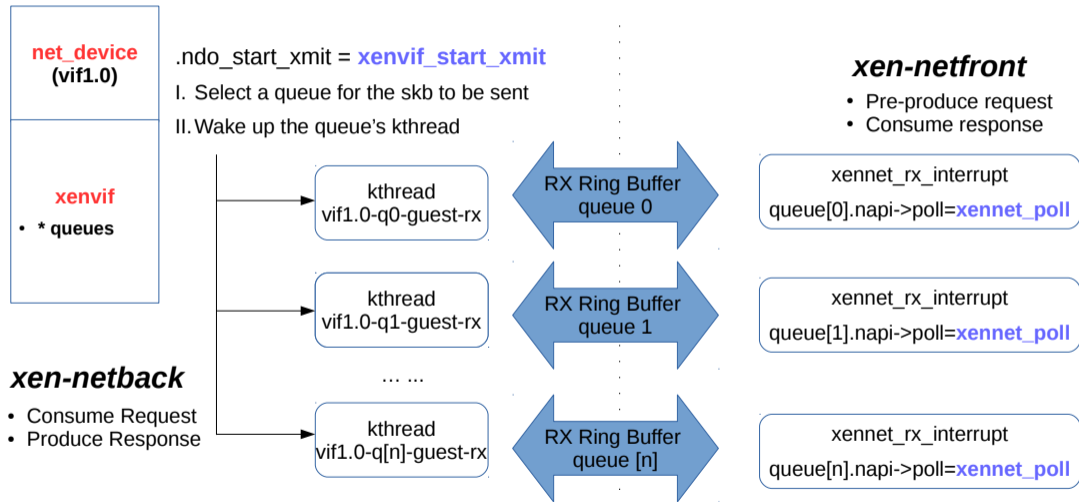 net_device
(vif1.0)
xenvif
• * queues
.ndo_start_xmit = xenvif_start_xmit
I. Select a queue for the skb to be sent
II. Wake up the queue's kthread
xen-netfront
• Pre-produce request
• Consume response
kthread
vif1.0-q0-guest-rx
RX Ring Buffer
queue 0
xennet_rx_interrupt
queue[0].napi->poll=xennet_poll
kthread
vif1.0-q1-guest-rx
RX Ring Buffer
queue 1
xennet_rx_interrupt
queue[1].napi->poll=xennet_poll
... ...
xen-netback
• Consume Request
• Produce Response
kthread
vif1.0-q[n]-guest-rx
RX Ring Buffer
queue [n]
xennet_rx_interrupt
queue[n].napi->poll=xennet_poll